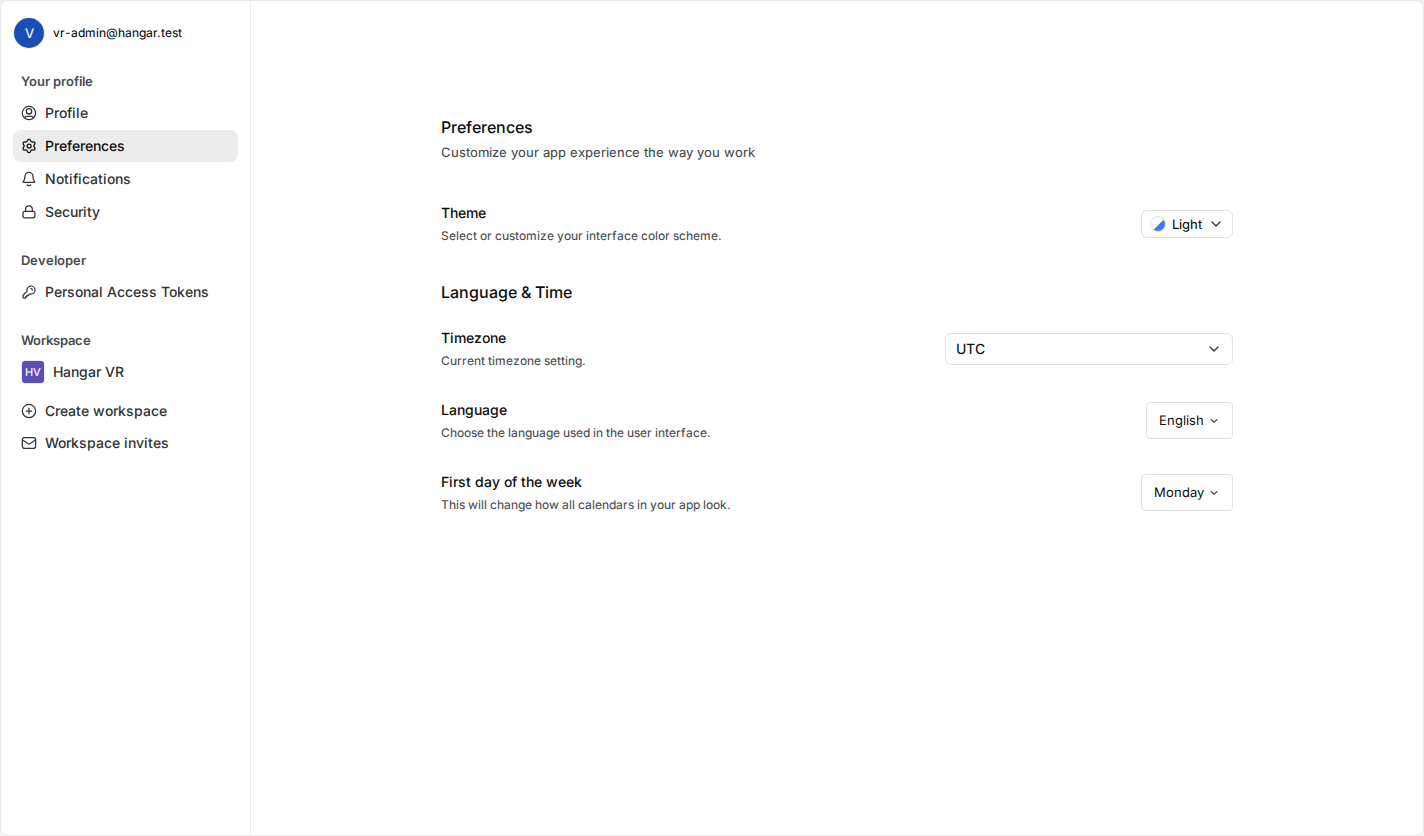 V
vr-admin@hangar.test
Your profile
Profile
Preferences
Notifications
Security
Developer
Personal Access Tokens
Workspace
HV
Hangar VR
Create workspace
Workspace invites
Preferences
Customize your app experience the way you work
Theme
Select or customize your interface color scheme.
Light
Language & Time
Timezone
Current timezone setting.
UTC
Language
Choose the language used in the user interface.
English
First day of the week
This will change how all calendars in your app look.
Monday